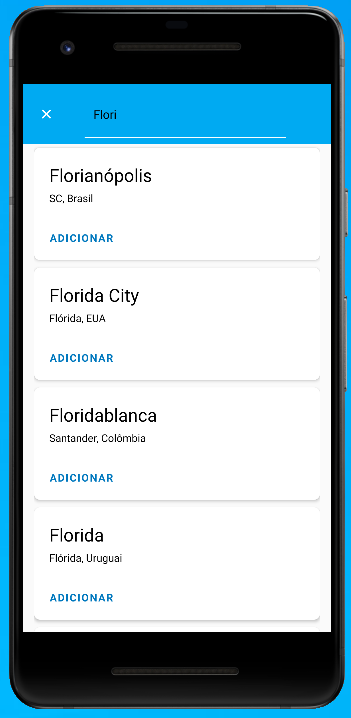 Flori
Florianópolis
SC, Brasil
ADICIONAR
Florida City
Flórida, EUA
ADICIONAR
Floridablanca
Santander, Colômbia
ADICIONAR
Florida
Flórida, Uruguai
ADICIONAR